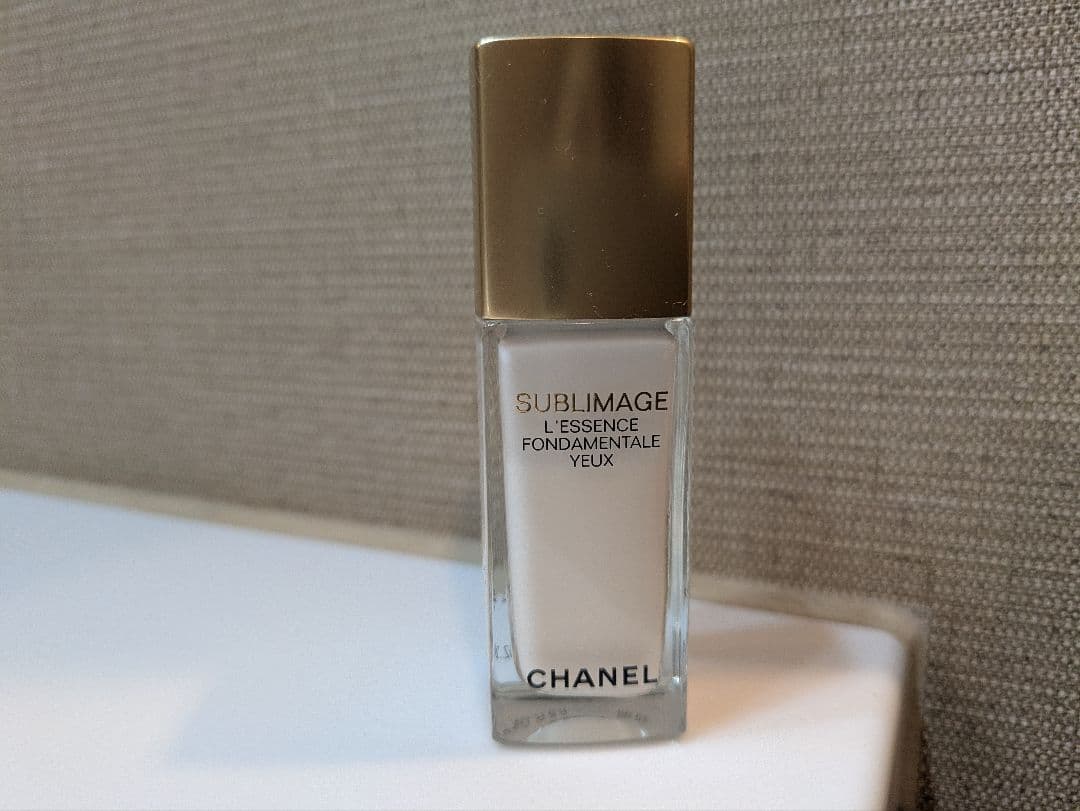 SUBLIMAGE
L'ESSENCE
FONDAMENTALE
YEUX
CHANEL